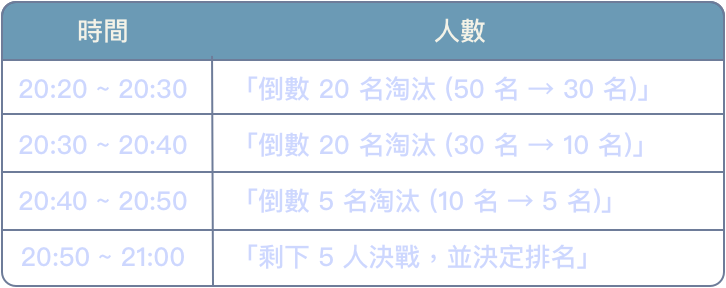 時間 人數
20:20 ~ 20:30 「倒數 20 名淘汰 (50 名 → 30 名)」
20:30 ~ 20:40 「倒數 20 名淘汰 (30 名 → 10 名)」
20:40 ~ 20:50 「倒數 5 名淘汰 (10 名 → 5 名)」
20:50 ~ 21:00 「剩下 5 人決戰，並決定排名」